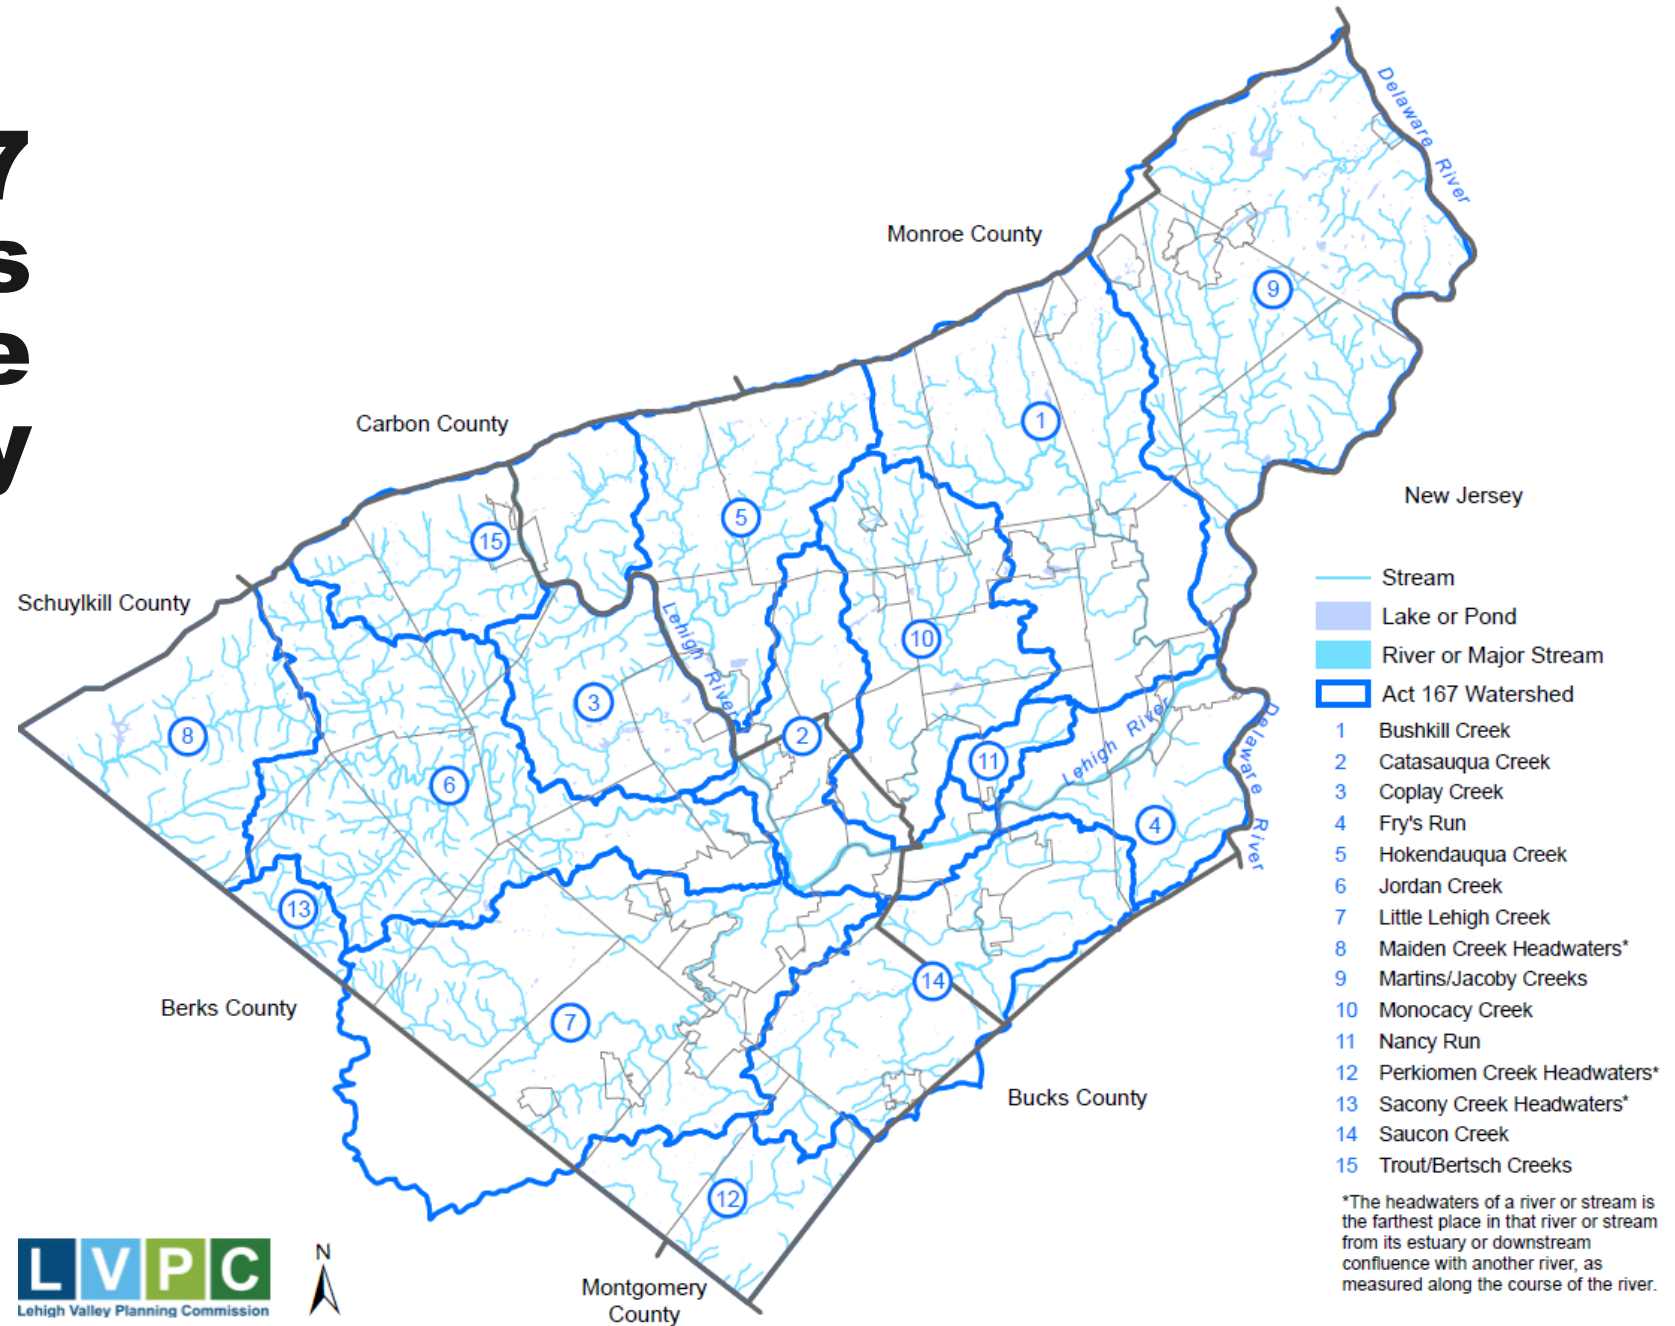 7
s
e
y
Monroe County
Carbon County
Schuylkill County
New Jersey
Berks County
Bucks County
Montgomery
County
Delaware River
Lehigh River
Lehigh River
Delaware River
1
2
3
4
5
6
7
8
9
10
11
12
13
14
15
Stream
Lake or Pond
River or Major Stream
Act 167 Watershed
1 Bushkill Creek
2 Catasauqua Creek
3 Coplay Creek
4 Fry's Run
5 Hokendauqua Creek
6 Jordan Creek
7 Little Lehigh Creek
8 Maiden Creek Headwaters*
9 Martins/Jacoby Creeks
10 Monocacy Creek
11 Nancy Run
12 Perkiomen Creek Headwaters*
13 Sacony Creek Headwaters*
14 Saucon Creek
15 Trout/Bertsch Creeks
*The headwaters of a river or stream is
the farthest place in that river or stream
from its estuary or downstream
confluence with another river, as
measured along the course of the river.
LVPC
Lehigh Valley Planning Commission
N